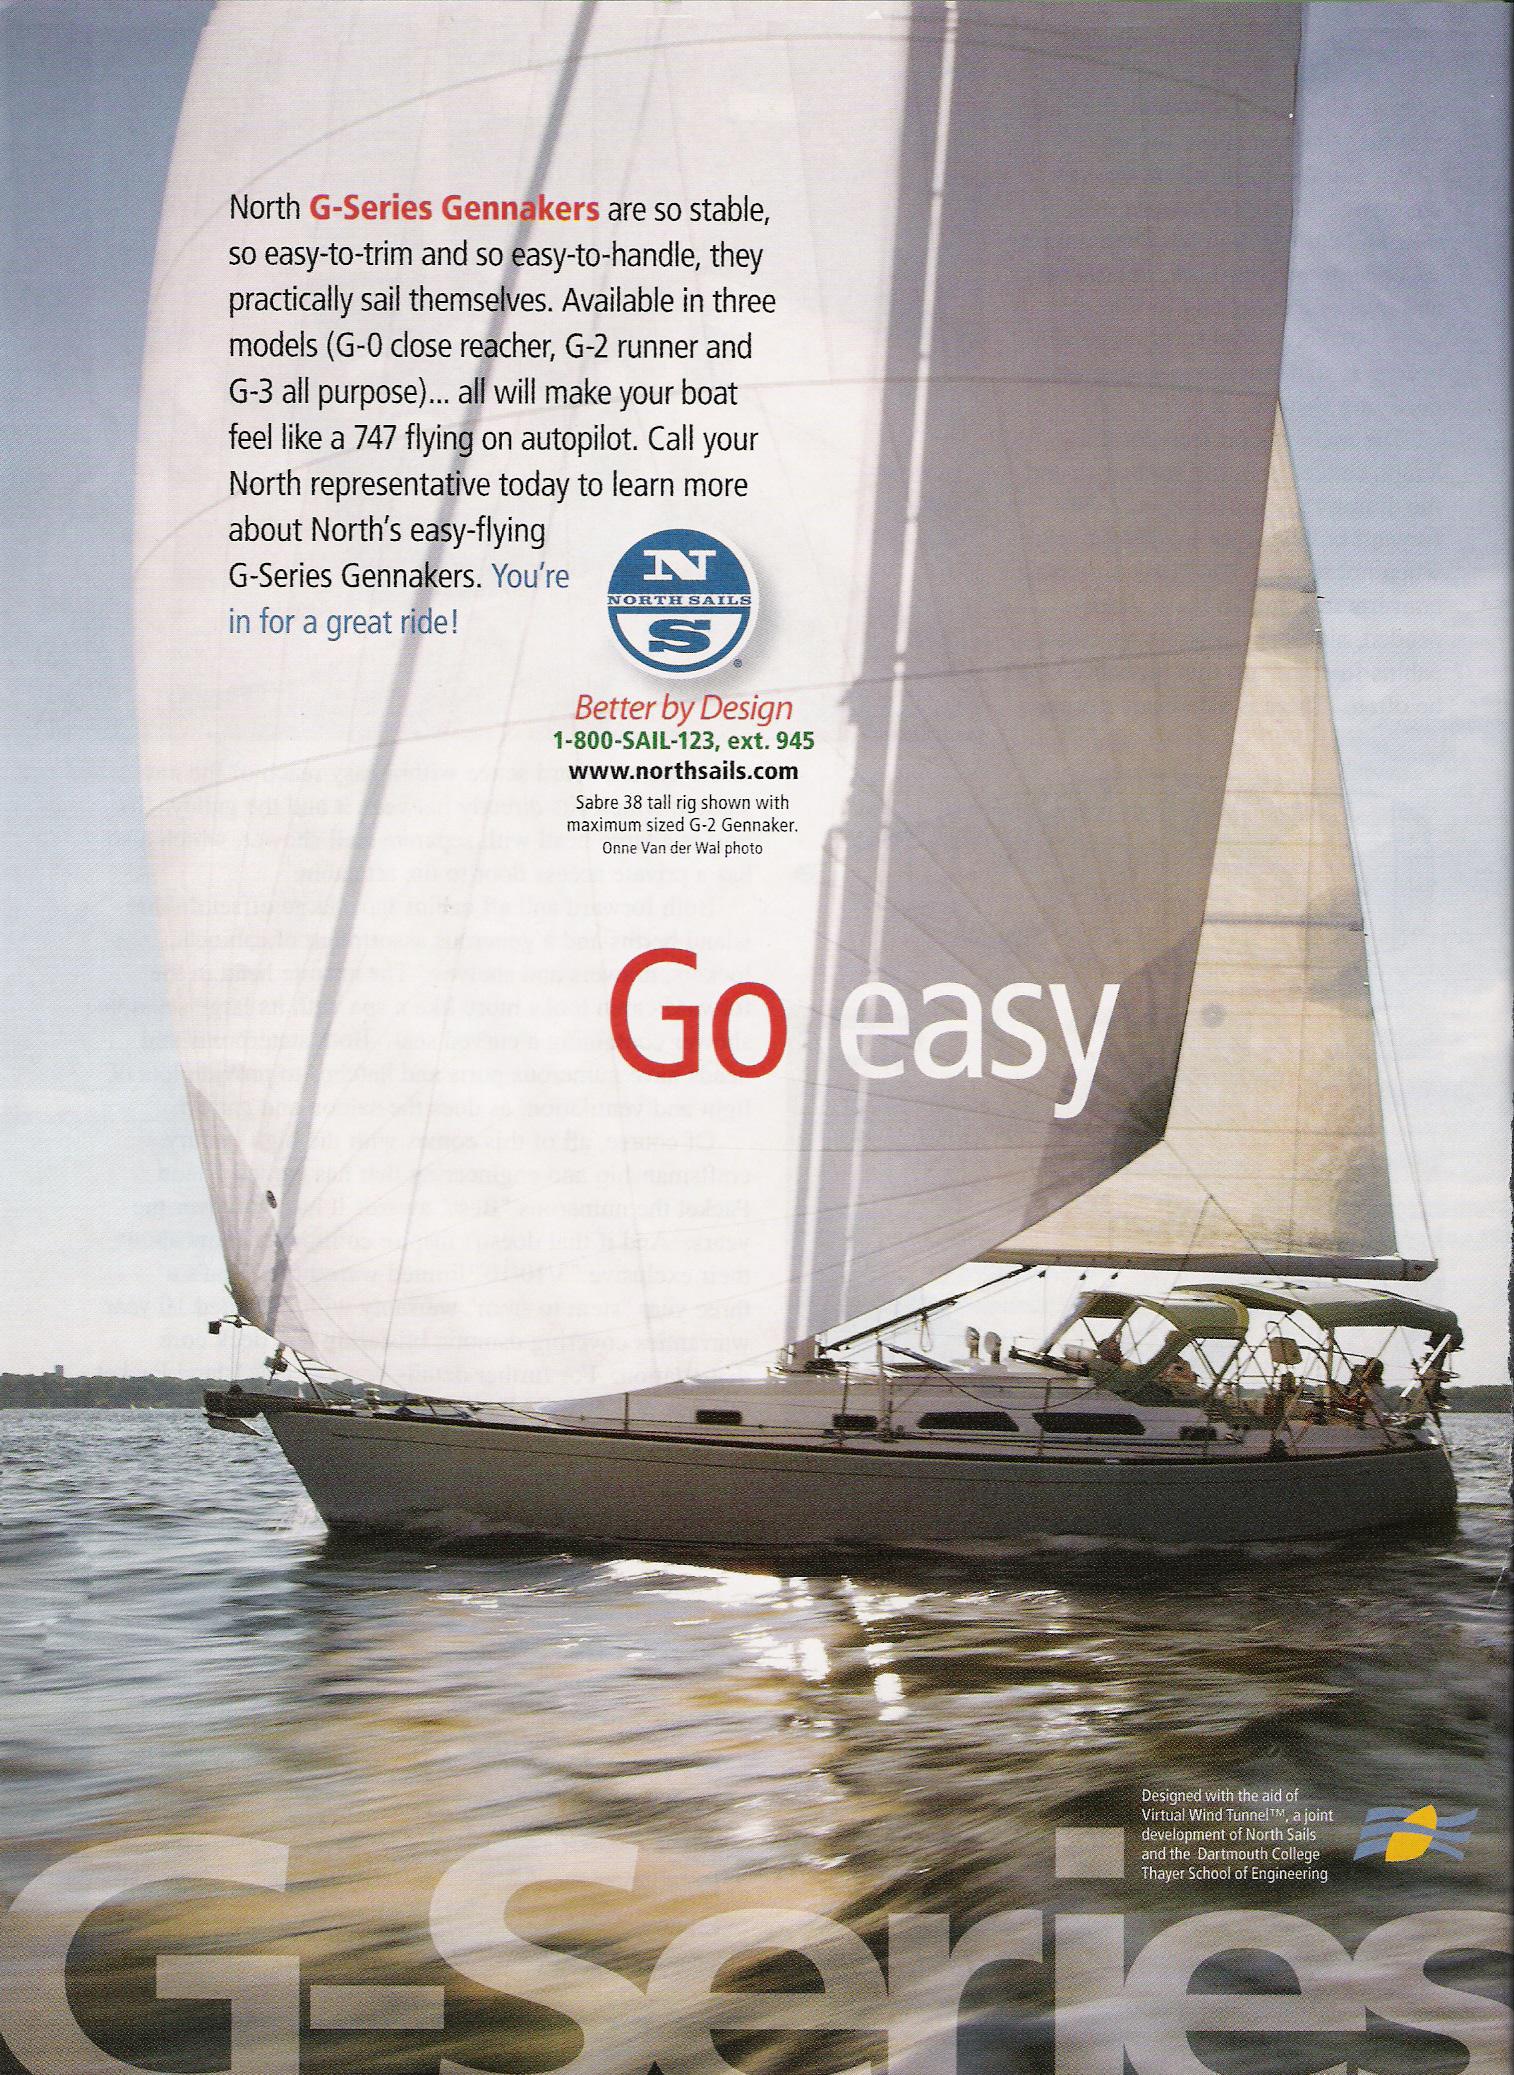 North G-Series Gennakers are so stable,
so easy-to-trim and so easy-to-handle, they
practically sail themselves. Available in three
models (G-0 close reacher, G-2 runner and
G-3 all purpose)... all will make your boat
feel like a 747 flying on autopilot. Call your
North representative today to learn more
about North's easy-flying
G-Series Gennakers. You're
in for a great ride!
N
NORTH SAILS
S
®
Better by Design
1-800-SAIL-123, ext. 945
www.northsails.com
Sabre 38 tall rig shown with
maximum sized G-2 Gennaker.
Onne Van der Wal photo
Go easy
Designed with the aid of
Virtual Wind Tunnel™, a joint
development of North Sails
and the Dartmouth College
Thayer School of Engineering
G-Series